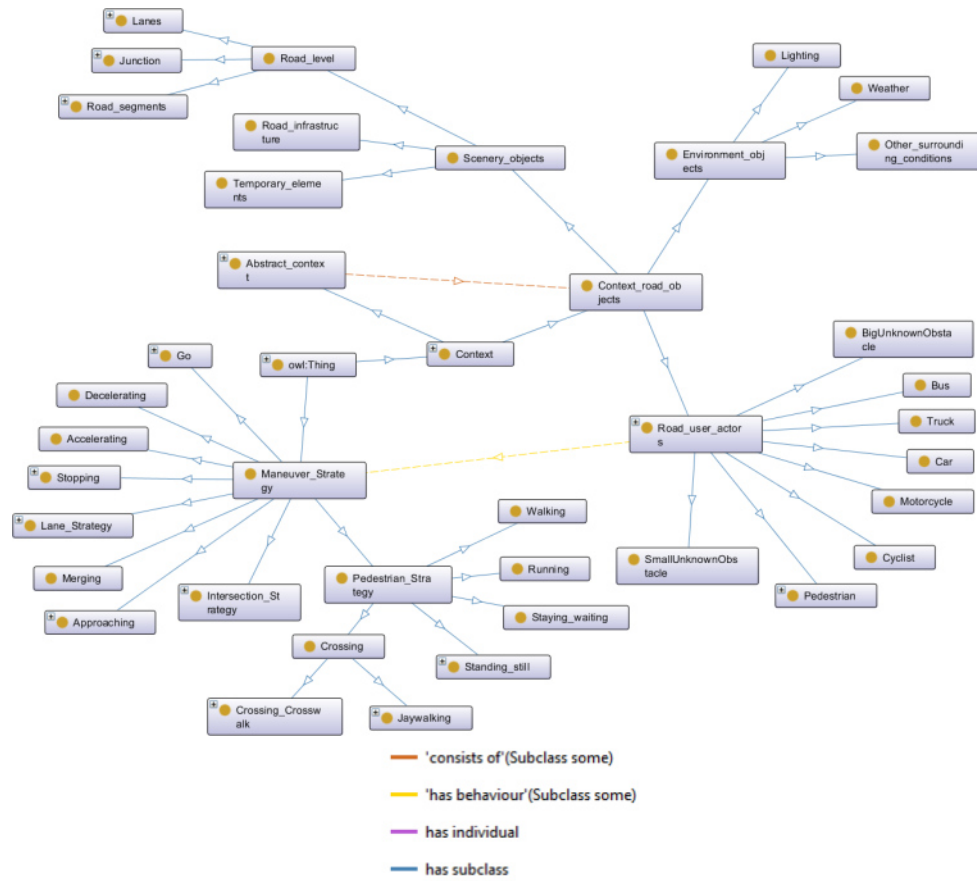 Lanes
Junction
Road_segments
Road_level
Road_infrastruc
ture
Temporary_eleme
nts
Scenery_objects
Lighting
Weather
Environment_obj
ects
Other_surroundi
ng_conditions
Abstract_contex
t
Context_road_ob
jects
Context
owl:Thing
Go
Decelerating
Accelerating
Stopping
Lane_Strategy
Merging
Approaching
Maneuver_Strate
gy
Intersection_St
rategy
Pedestrian_Stra
tegy
Walking
Running
Staying_waiting
Standing_still
Crossing
Crossing_Crossw
alk
Jaywalking
Road_user_actor
s
BigUnknownObsta
cle
Bus
Truck
Car
Motorcycle
Cyclist
Pedestrian
SmallUnknownObs
tacle
'consists of'(Subclass some)
'has behaviour'(Subclass some)
has individual
has subclass